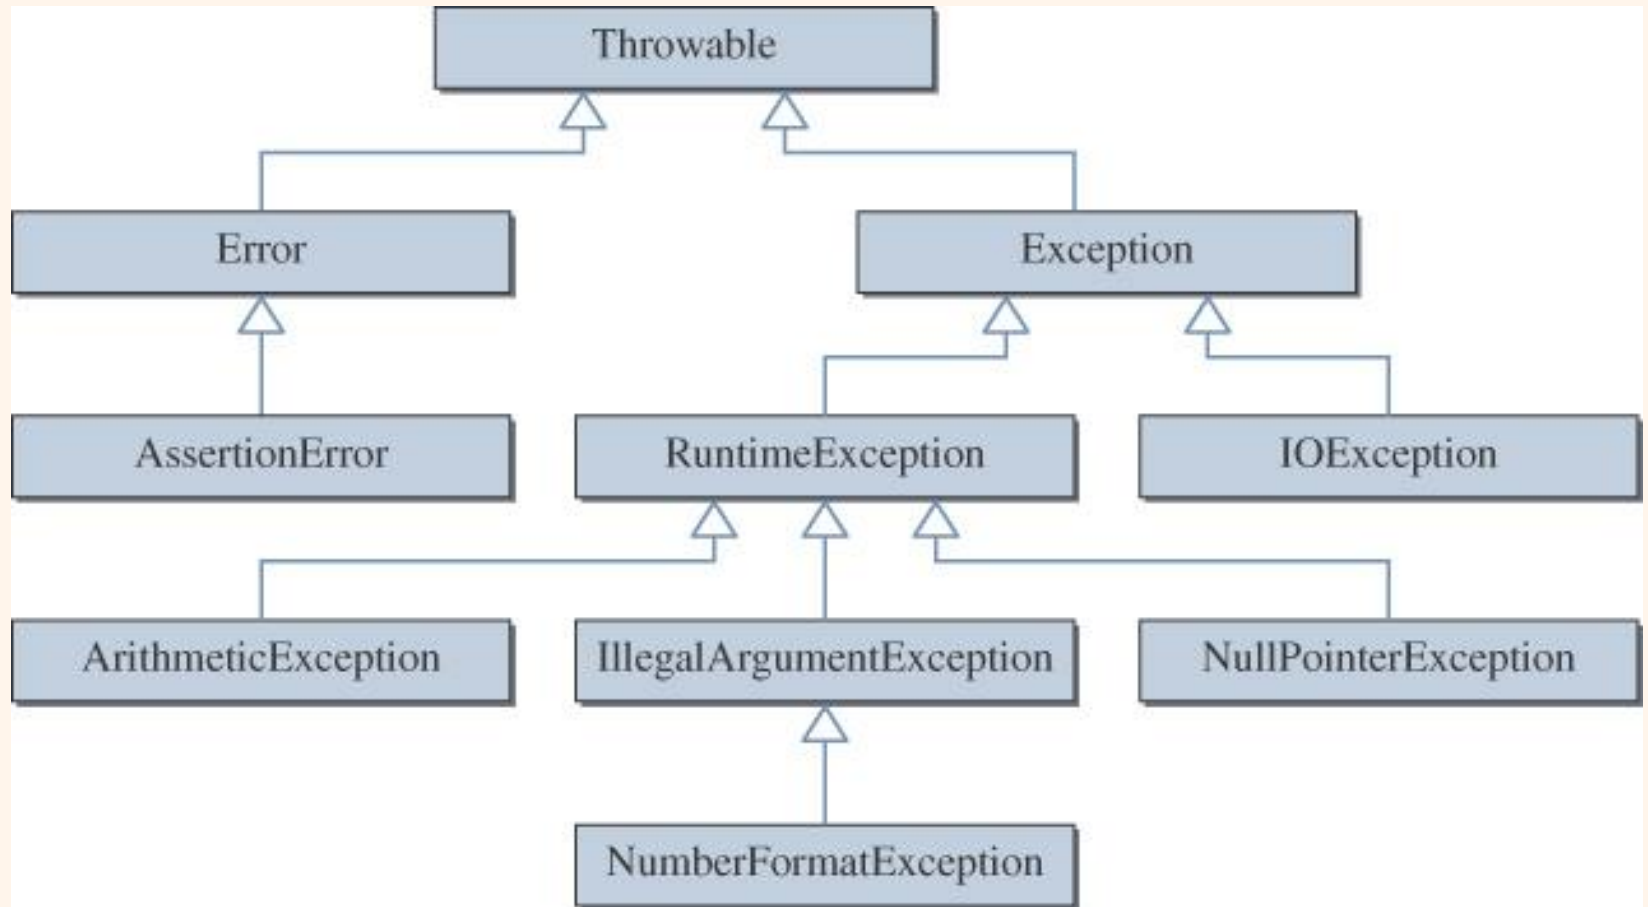 Throwable
Error
Exception
AssertionError
RuntimeException
IOException
ArithmeticException
IllegalArgumentException
NullPointerException
NumberFormatException